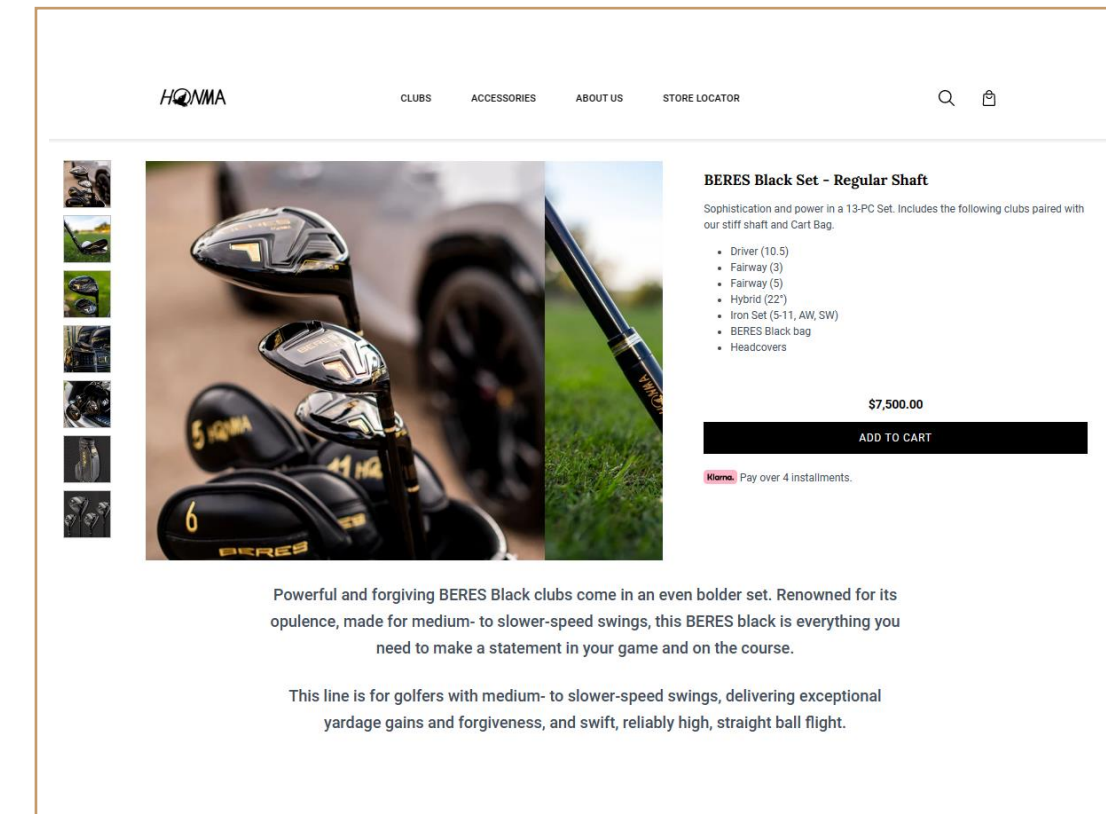 HONMA
CLUBS
ACCESSORIES
ABOUT US
STORE LOCATOR
BERES
5 HONMA
11
6
BERES
HONMA
BERES Black Set - Regular Shaft
Sophistication and power in a 13-PC Set. Includes the following clubs paired with
our stiff shaft and Cart Bag.
• Driver (10.5)
• Fairway (3)
• Fairway (5)
• Hybrid (22°)
• Iron Set (5-11, AW, SW)
• BERES Black bag
• Headcovers
$7,500.00
ADD TO CART
Klarna. Pay over 4 installments.
Powerful and forgiving BERES Black clubs come in an even bolder set. Renowned for its
opulence, made for medium- to slower-speed swings, this BERES black is everything you
need to make a statement in your game and on the course.
This line is for golfers with medium- to slower-speed swings, delivering exceptional
yardage gains and forgiveness, and swift, reliably high, straight ball flight.